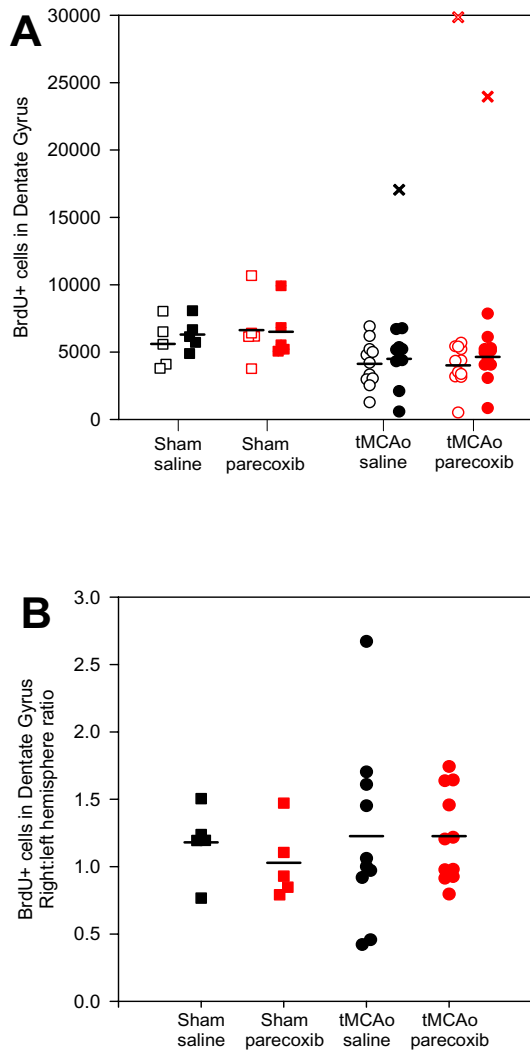 A
BrdU+ cells in Dentate Gyrus
30000
25000
20000
15000
10000
5000
0
Sham
saline
Sham
parecoxib
tMCAo
saline
tMCAo
parecoxib
B
BrdU+ cells in Dentate Gyrus
Right:left hemisphere ratio
3.0
2.5
2.0
1.5
1.0
0.5
0.0
Sham
saline
Sham
parecoxib
tMCAo
saline
tMCAo
parecoxib